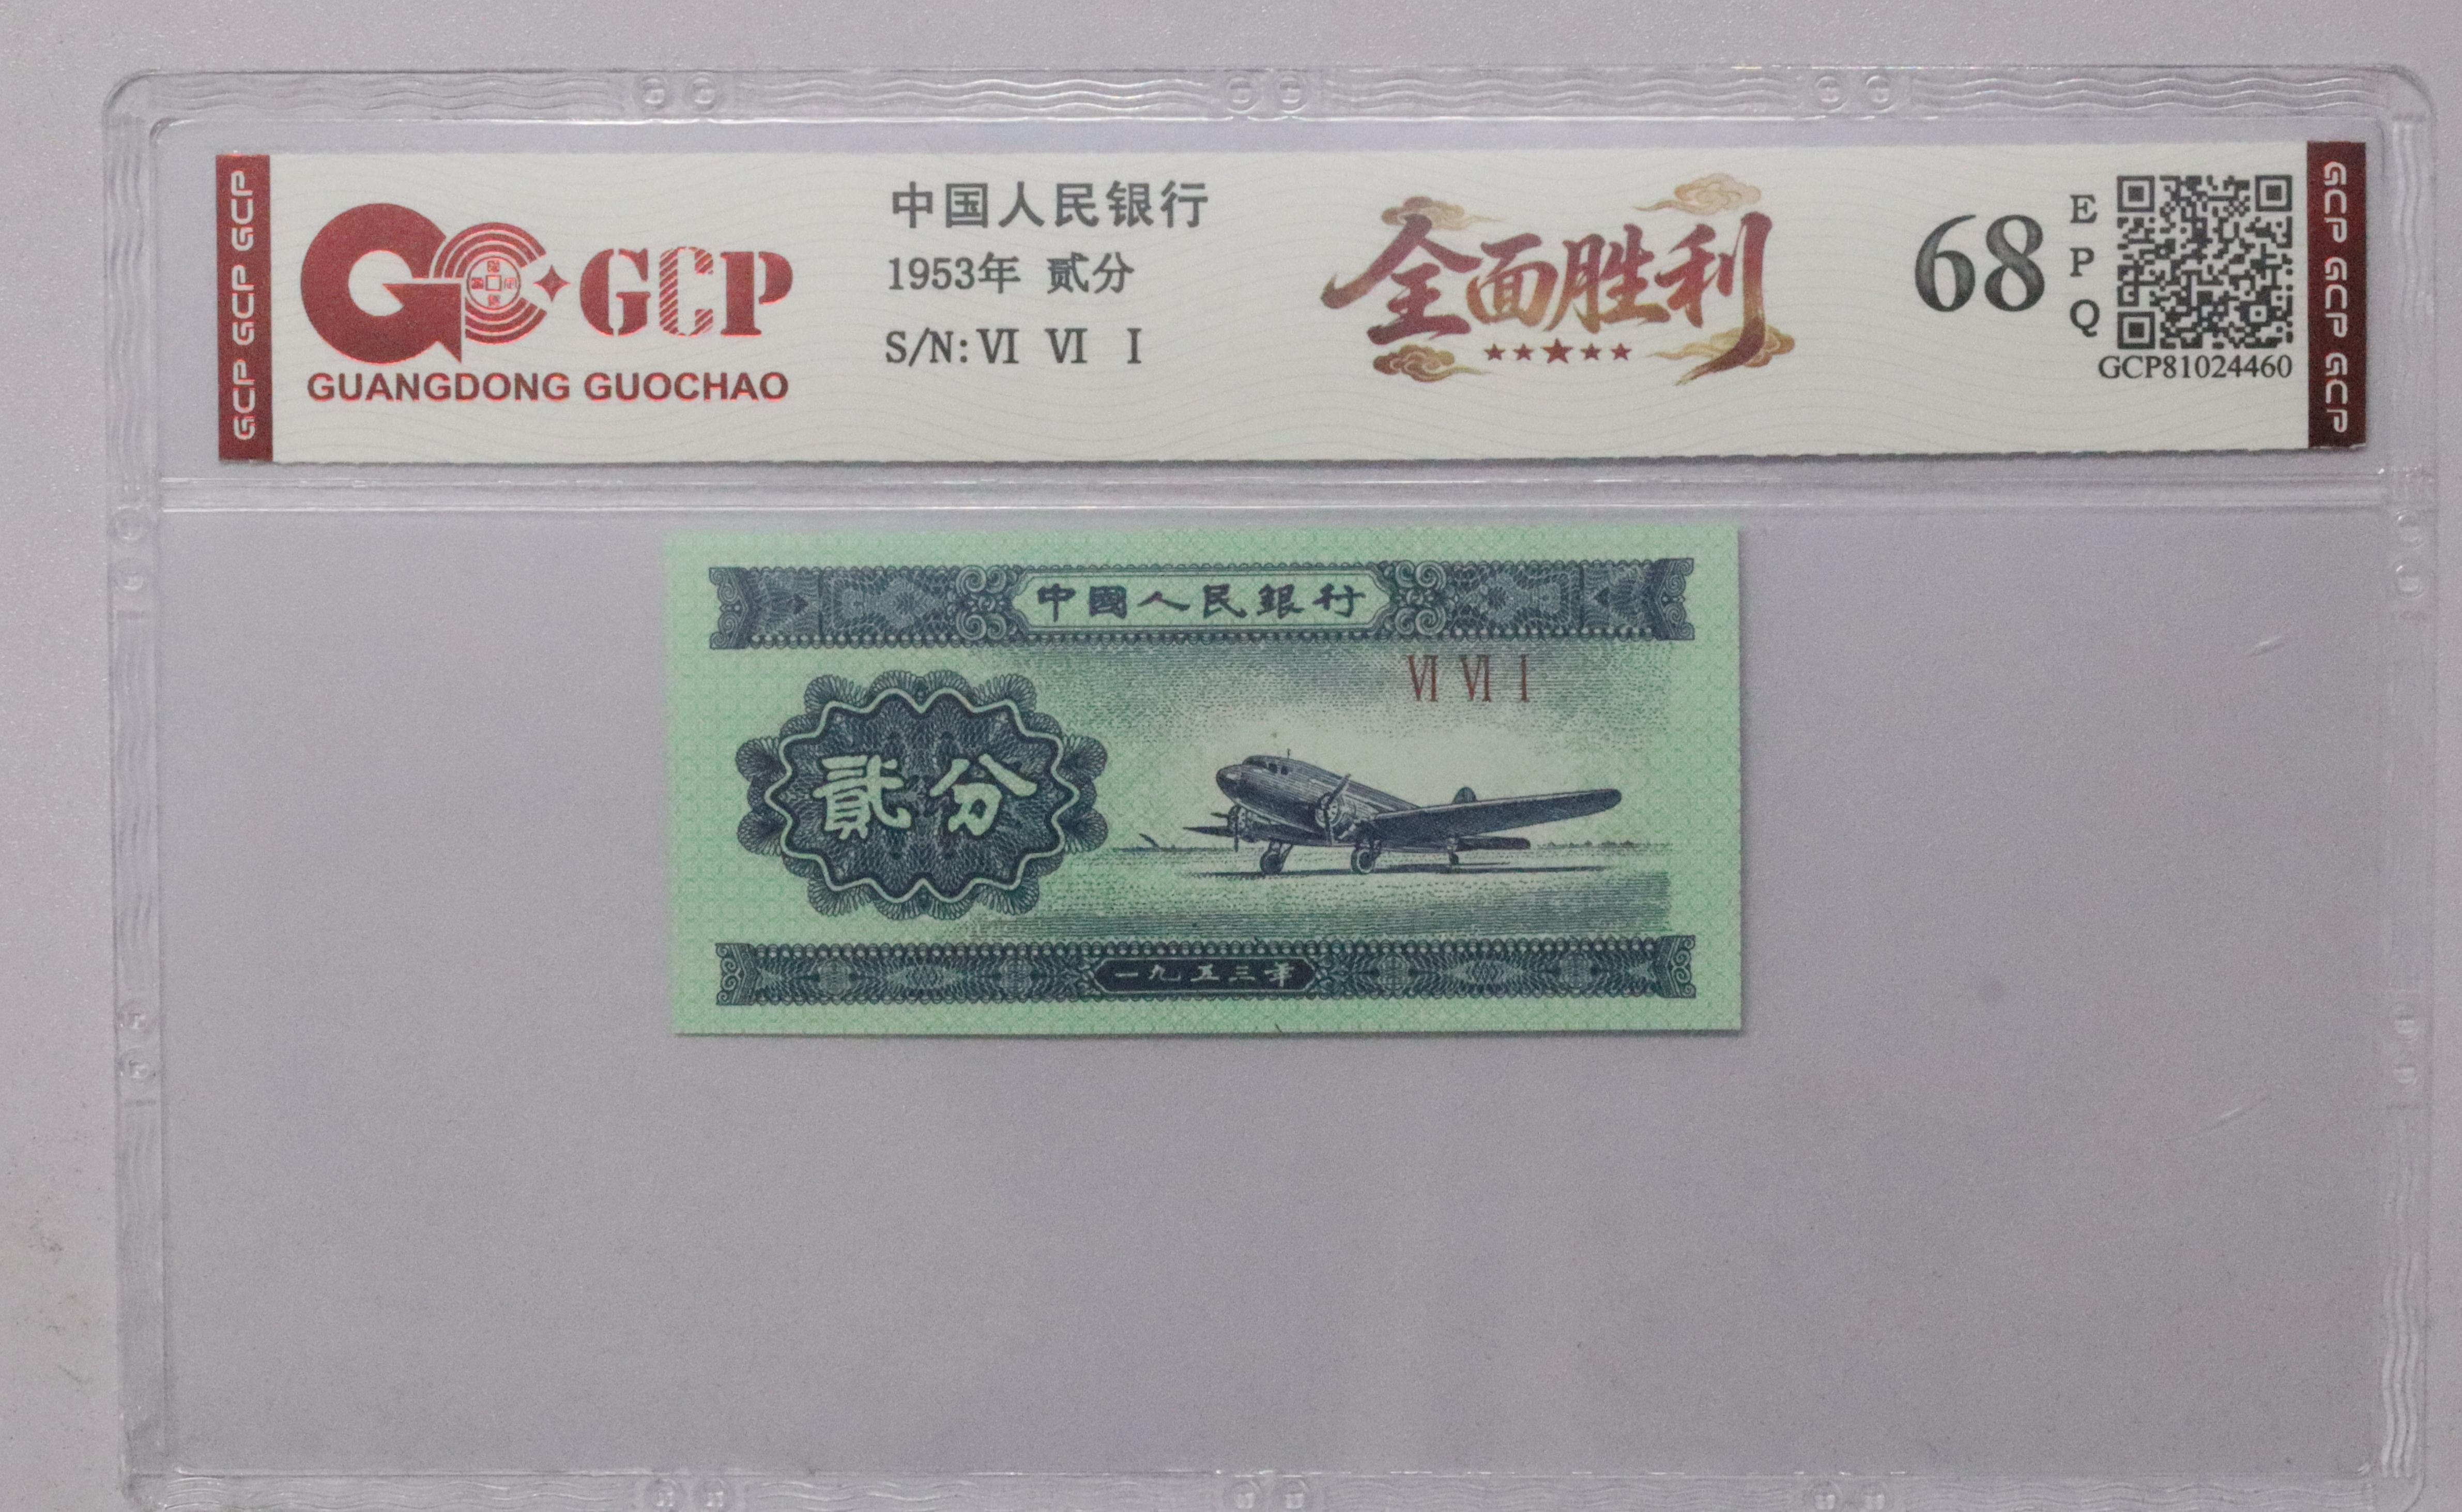 GCP GCP GCP
GCP
GUANGDONG GUOCHAO
中国人民银行
1953年 贰分
S/N: VI VI I
全面胜利
68
EPQ
GCP81024460
GCP GCP GCP
中國人民銀行
VI VI I
貳分
一九五三年